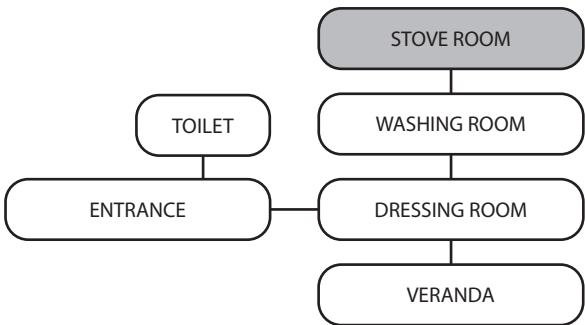 STOVE ROOM
TOILET
WASHING ROOM
ENTRANCE
DRESSING ROOM
VERANDA